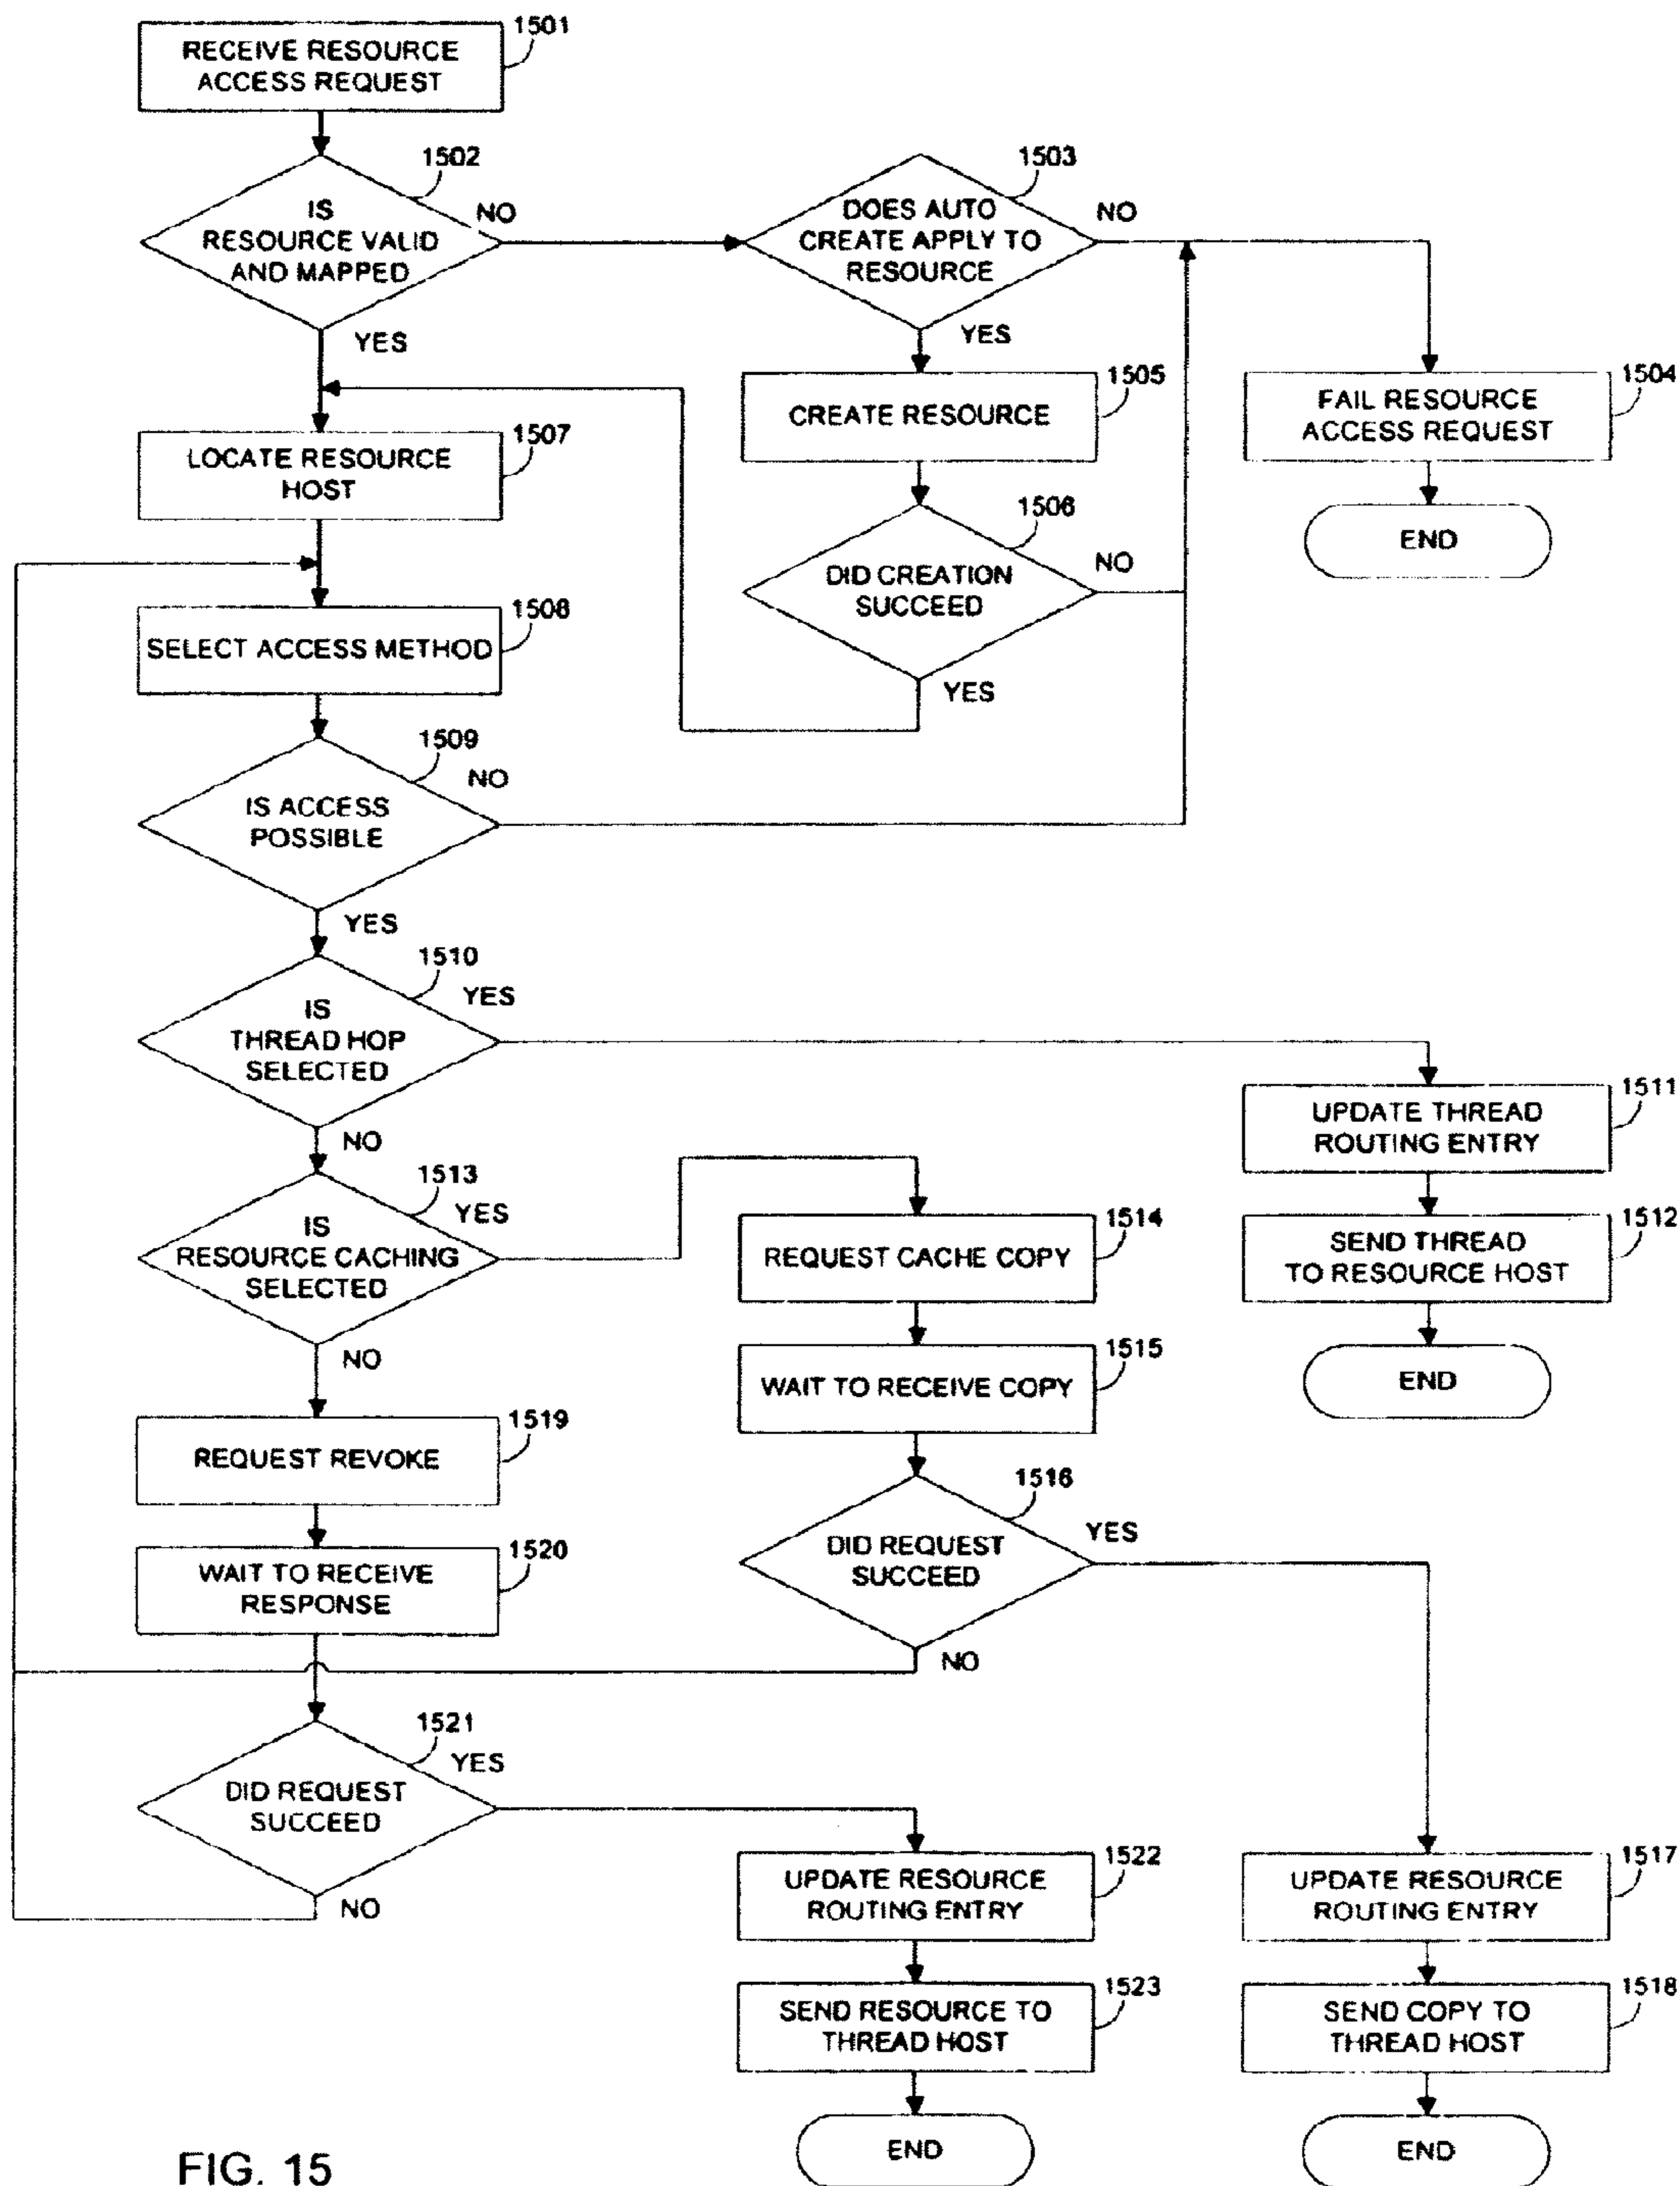 RECEIVE RESOURCE
ACCESS REQUEST
1501
IS
RESOURCE VALID
AND MAPPED
1502
NO
YES
DOES AUTO
CREATE APPLY TO
RESOURCE
1503
NO
YES
FAIL RESOURCE
ACCESS REQUEST
1504
END
CREATE RESOURCE
1505
DID CREATION
SUCCEED
1506
NO
YES
LOCATE RESOURCE
HOST
1507
SELECT ACCESS METHOD
1508
IS ACCESS
POSSIBLE
1509
NO
YES
IS
THREAD HOP
SELECTED
1510
YES
NO
UPDATE THREAD
ROUTING ENTRY
1511
SEND THREAD
TO RESOURCE HOST
1512
END
IS
RESOURCE CACHING
SELECTED
1513
YES
NO
REQUEST CACHE COPY
1514
WAIT TO RECEIVE COPY
1515
DID REQUEST
SUCCEED
1516
YES
NO
REQUEST REVOKE
1519
WAIT TO RECEIVE
RESPONSE
1520
DID REQUEST
SUCCEED
1521
YES
NO
UPDATE RESOURCE
ROUTING ENTRY
1522
SEND RESOURCE TO
THREAD HOST
1523
END
UPDATE RESOURCE
ROUTING ENTRY
1517
SEND COPY TO
THREAD HOST
1518
END
FIG. 15